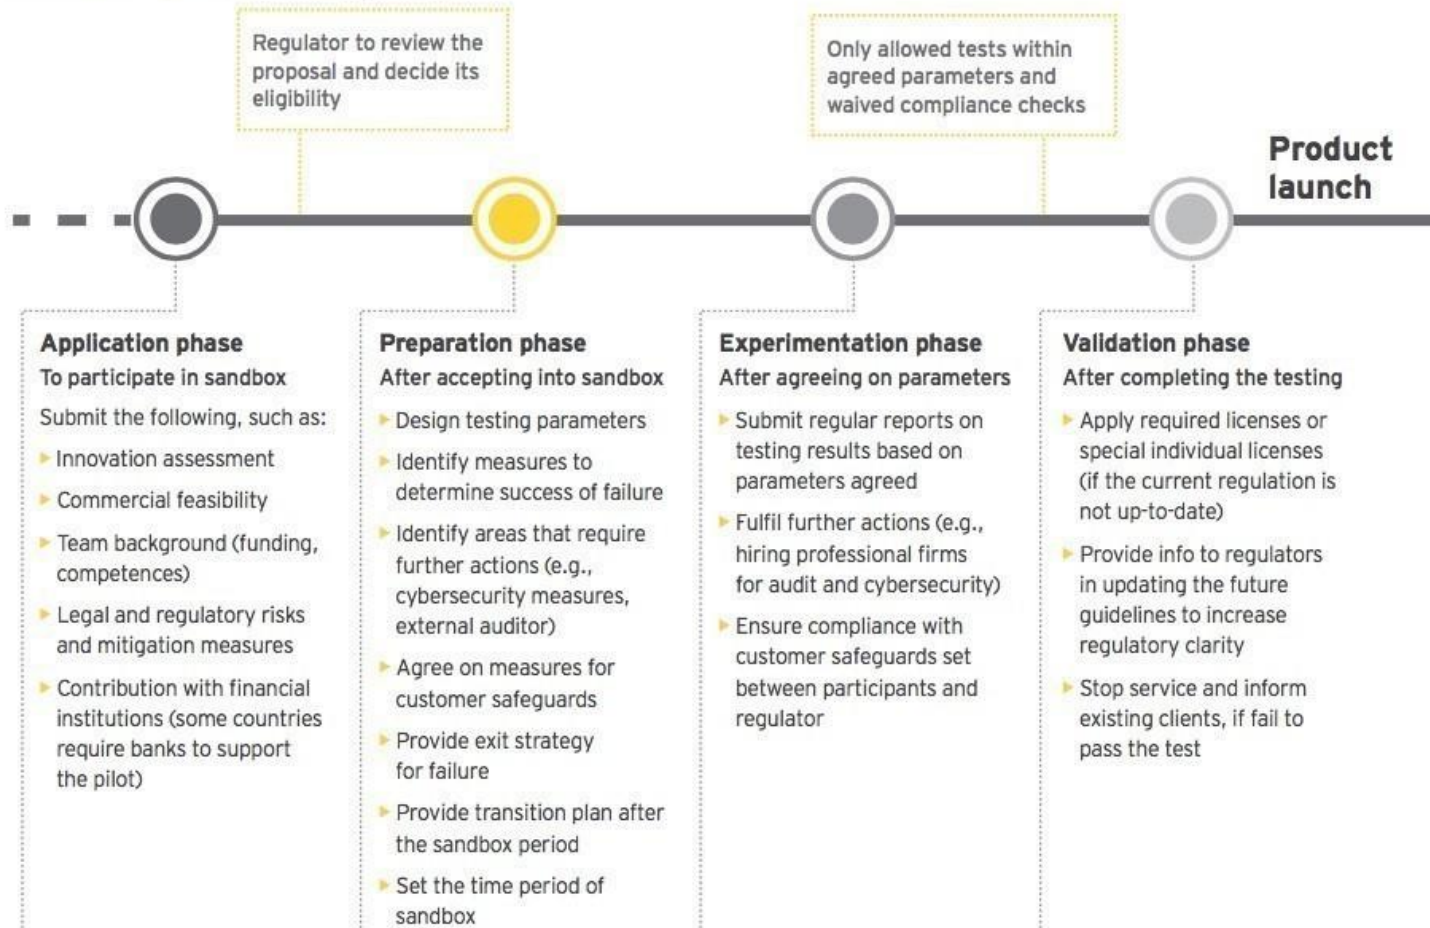 Regulator to review the
proposal and decide its
eligibility
Only allowed tests within
agreed parameters and
waived compliance checks
Product
launch
Application phase
To participate in sandbox
Submit the following, such as:
Innovation assessment
Commercial feasibility
Team background (funding,
competences)
Legal and regulatory risks
and mitigation measures
Contribution with financial
institutions (some countries
require banks to support
the pilot)
Preparation phase
After accepting into sandbox
Design testing parameters
Identify measures to
determine success of failure
Identify areas that require
further actions (e.g.,
cybersecurity measures,
external auditor)
Agree on measures for
customer safeguards
Provide exit strategy
for failure
Provide transition plan after
the sandbox period
Set the time period of
sandbox
Experimentation phase
After agreeing on parameters
Submit regular reports on
testing results based on
parameters agreed
Fulfil further actions (e.g.,
hiring professional firms
for audit and cybersecurity)
Ensure compliance with
customer safeguards set
between participants and
regulator
Validation phase
After completing the testing
Apply required licenses or
special individual licenses
(if the current regulation is
not up-to-date)
Provide info to regulators
in updating the future
guidelines to increase
regulatory clarity
Stop service and inform
existing clients, if fail to
pass the test